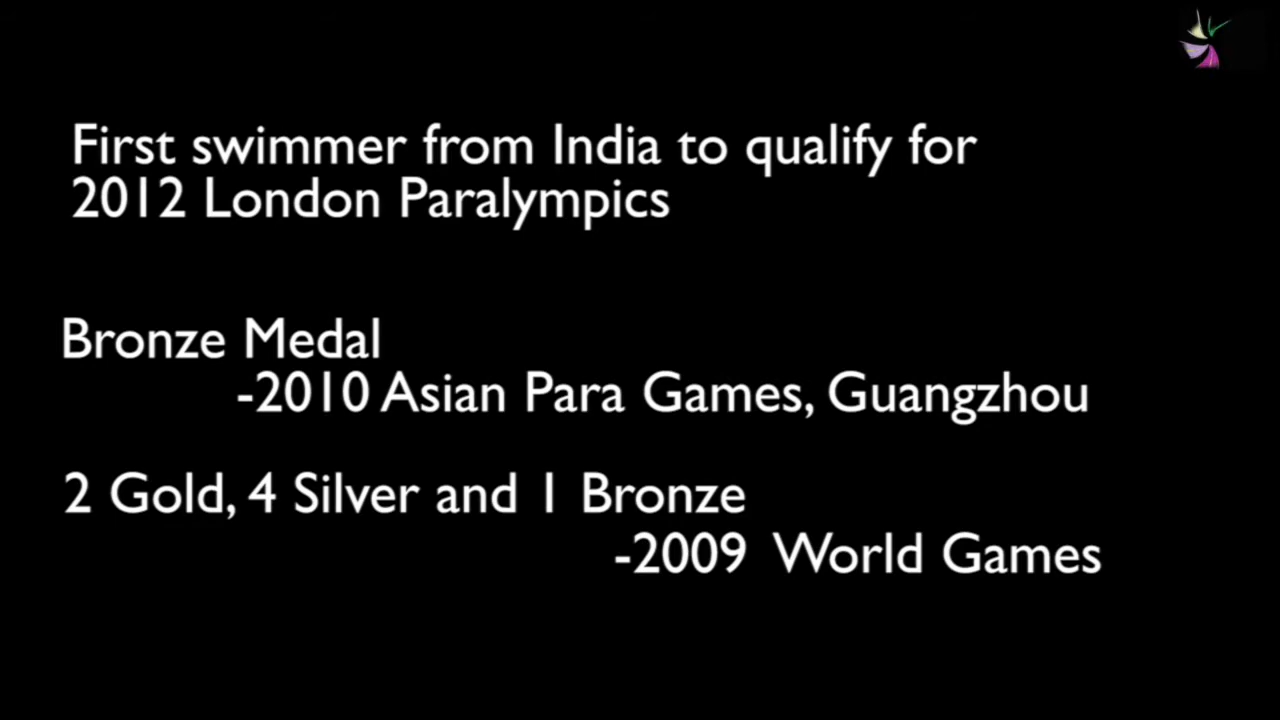 First swimmer from India to qualify for
2012 London Paralympics
Bronze Medal
-2010 Asian Para Games, Guangzhou
2 Gold, 4 Silver and 1 Bronze
-2009 World Games